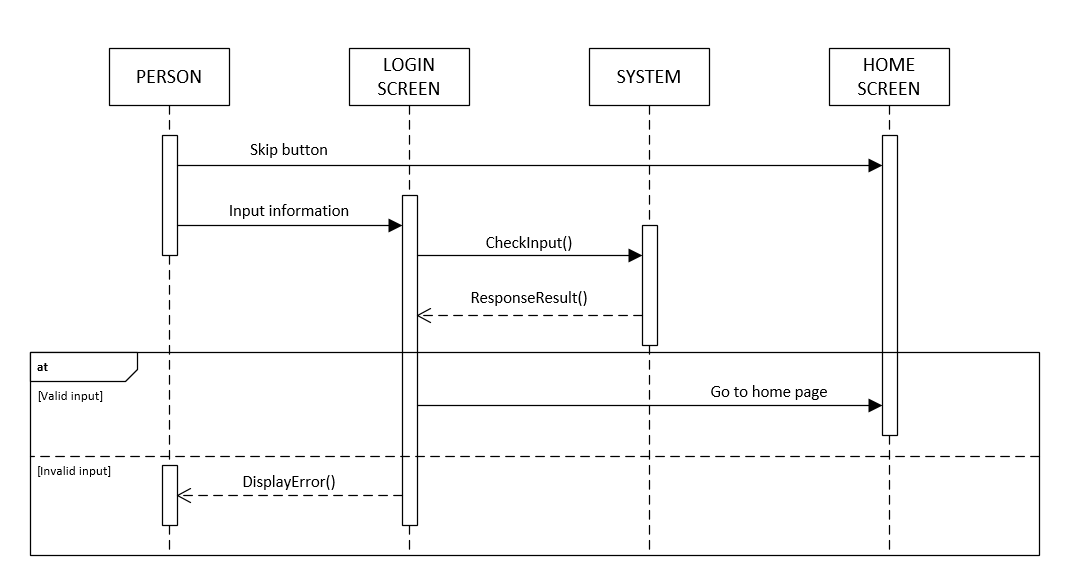 PERSON
LOGIN
SCREEN
SYSTEM
HOME
SCREEN
Skip button
Input information
CheckInput()
ResponseResult()
at
[Valid input]
Go to home page
[Invalid input]
DisplayError()